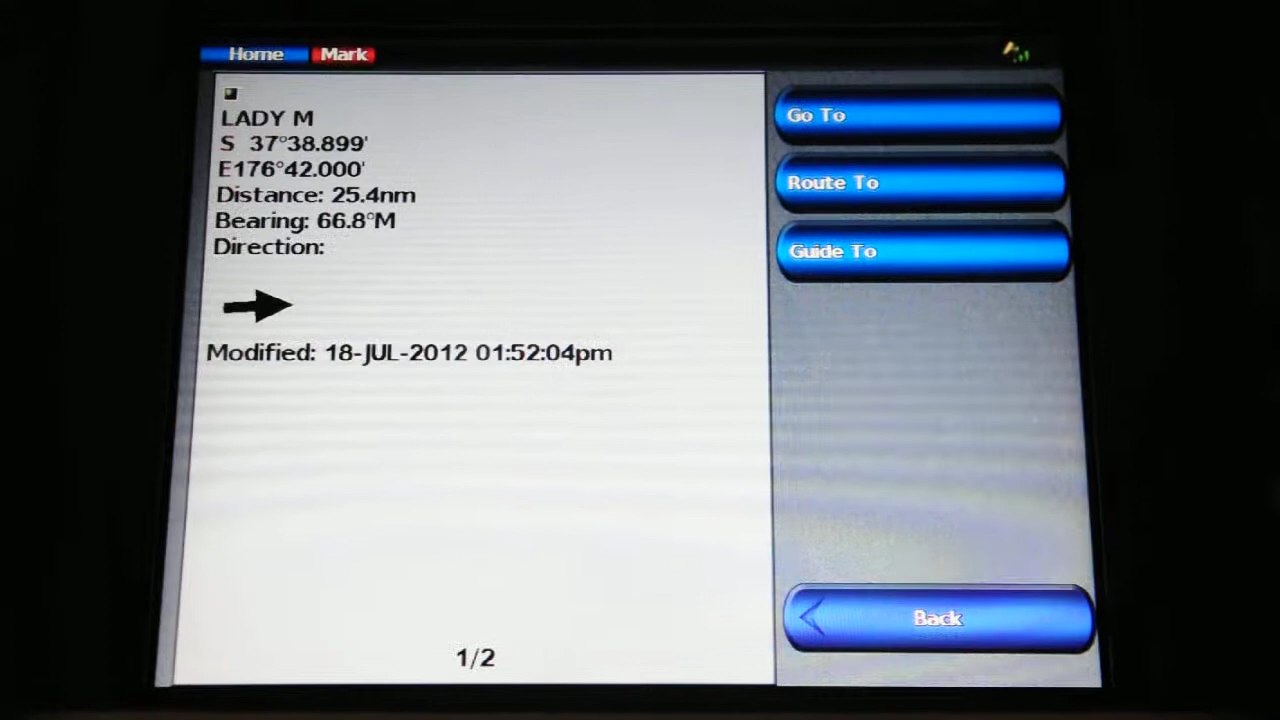 Home Mark
LADY M
S 37°38.899'
E176°42.000'
Distance: 25.4nm
Bearing: 66.8°M
Direction:
Modified: 18-JUL-2012 01:52:04pm
1/2
Go To
Route To
Guide To
Back